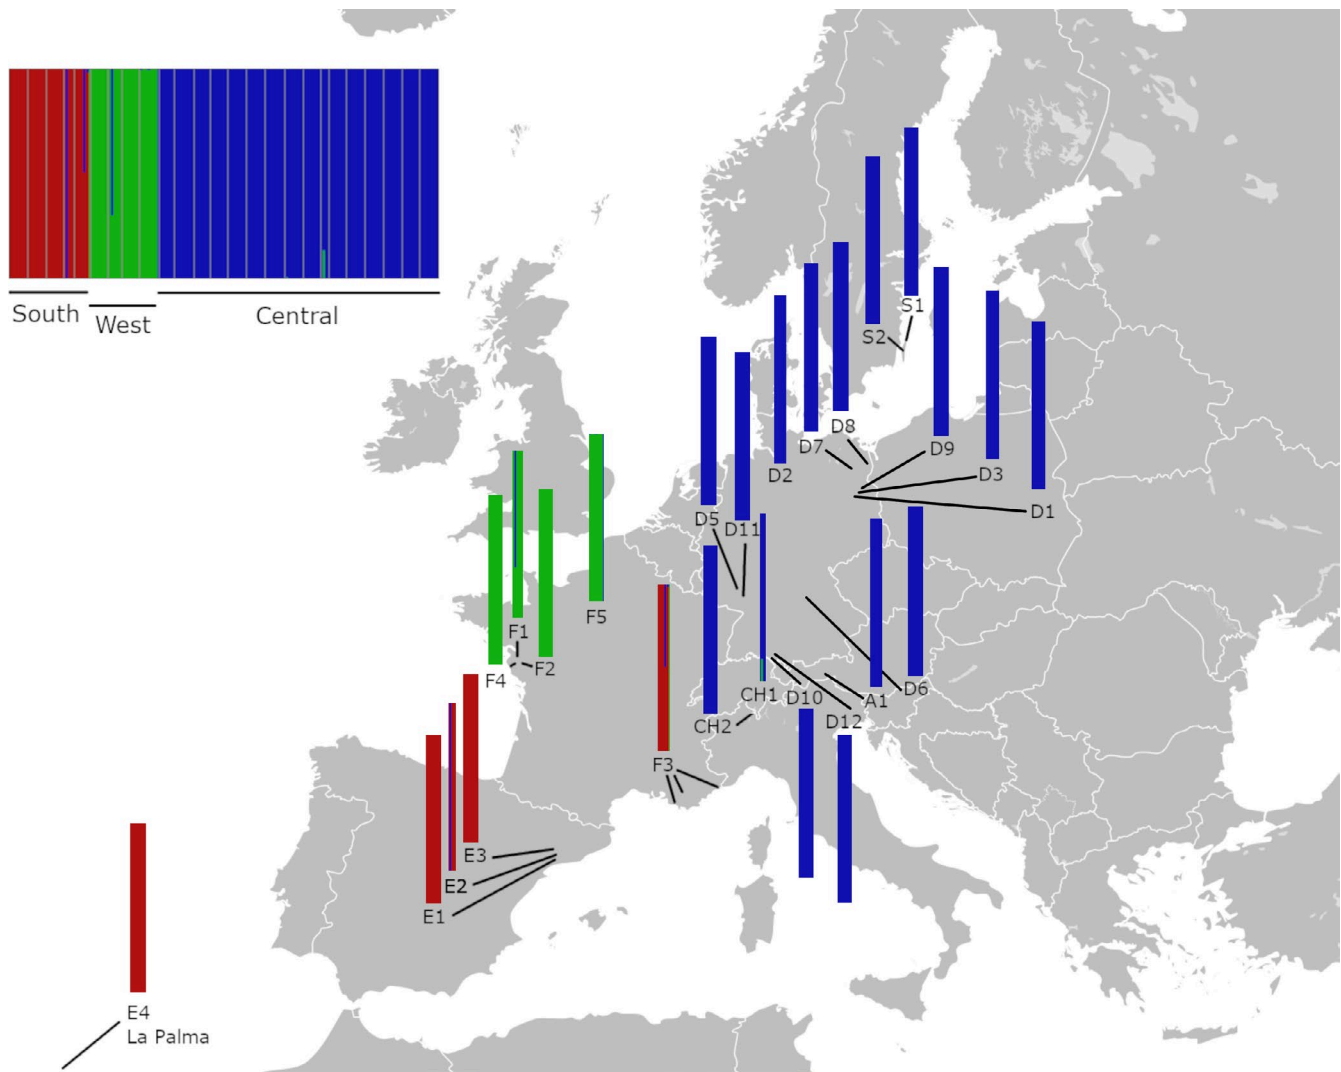 South
West
Central
S1
S2
D8
D7
D9
D2
D3
D5
D11
D1
F5
F1
F2
F4
CH1
D10
D6
A1
D12
CH2
F3
E3
E2
E1
E4
La Palma